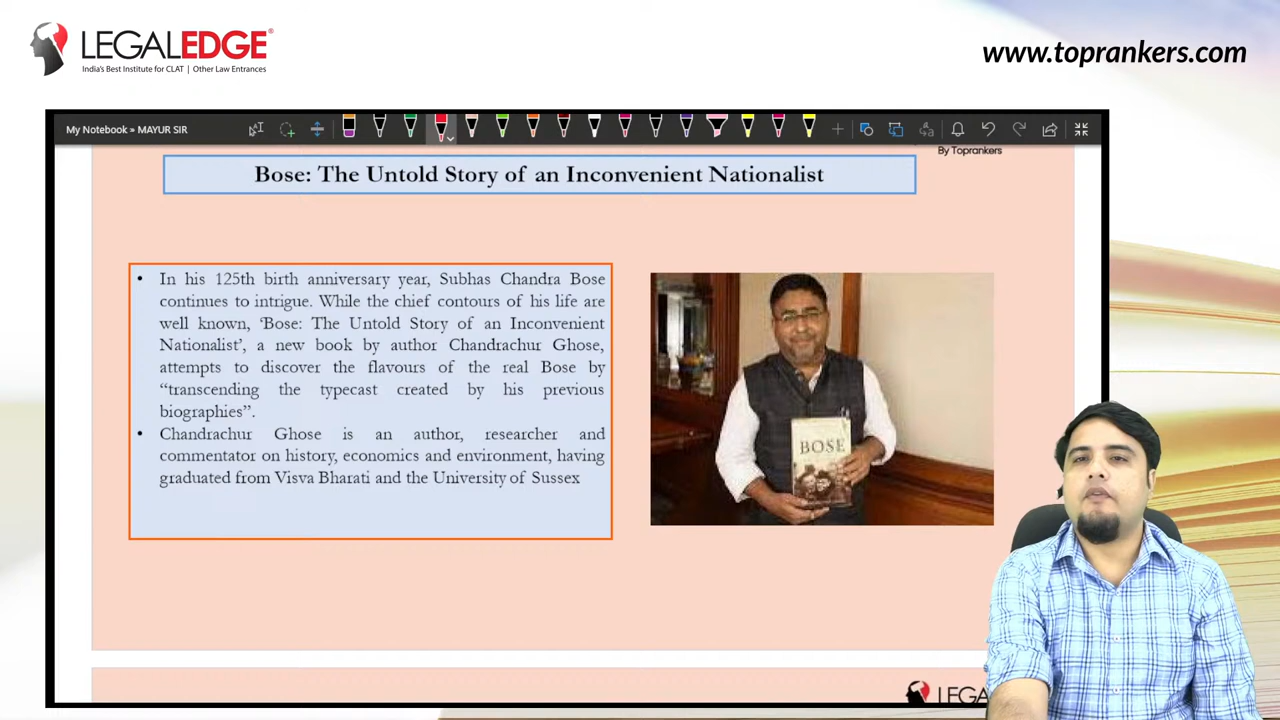 LEGALEDGE®
India's Best Institute for CLAT | Other Law Entrances
www.toprankers.com
My Notebook » MAYUR SIR
By Toprankers
Bose: The Untold Story of an Inconvenient Nationalist
• In his 125th birth anniversary year, Subhas Chandra Bose
continues to intrigue. While the chief contours of his life are
well known, ‘Bose: The Untold Story of an Inconvenient
Nationalist’, a new book by author Chandrachur Ghose,
attempts to discover the flavours of the real Bose by
“transcending the typecast created by his previous
biographies”.
• Chandrachur Ghose is an author, researcher and
commentator on history, economics and environment, having
graduated from Visva Bharati and the University of Sussex
BOSE
LEGA